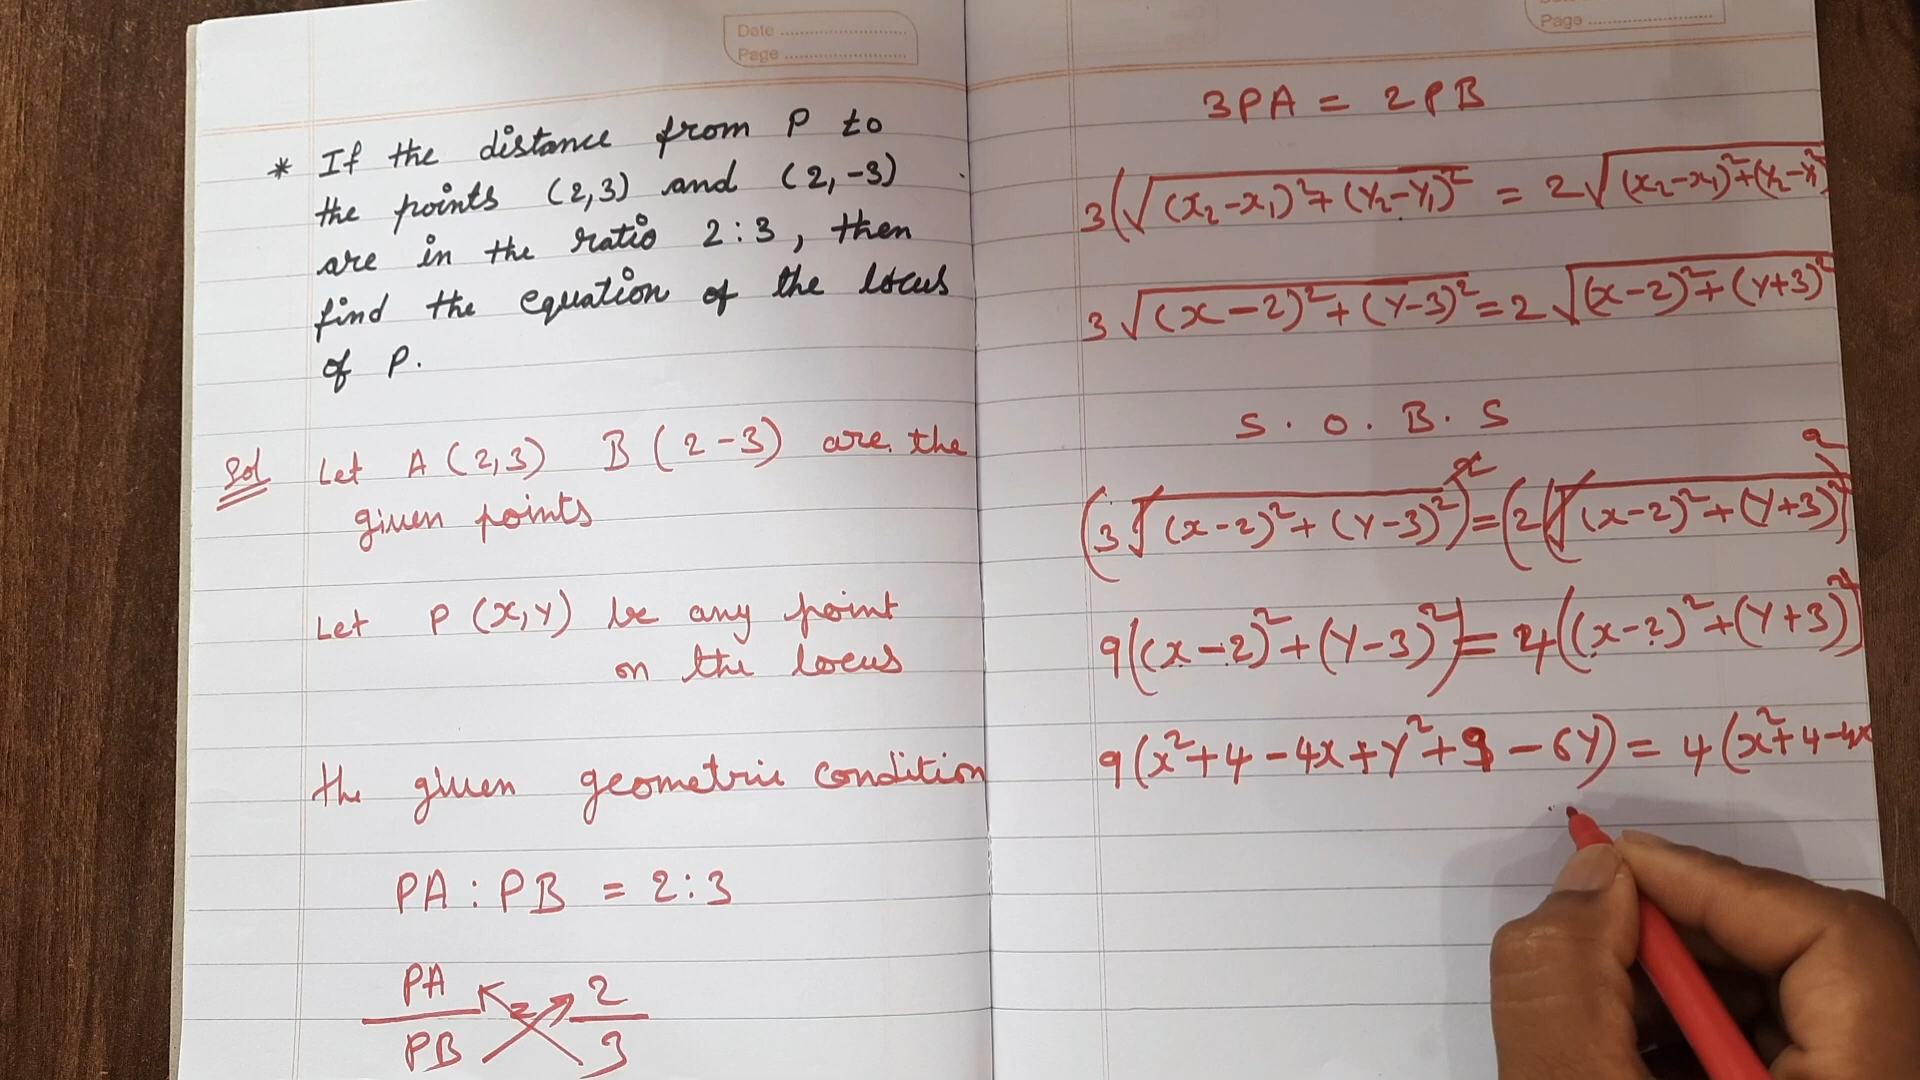 Date
Page
* If the distance from P to
the points (2,3) and (2,-3)
are in the ratio 2:3, then
find the equation of the locus
of P.
Sol Let A(2,3) B(2-3) are the
given points
Let P(x,y) be any point
on the locus
the given geometric condition
PA : PB = 2:3
PA/PB = 2/3
Page
3PA = 2PB
3(√(x₂-x₁)²+(y₂-y₁)² = 2√(x₂-x₁)²+(y₂-y₁)²
3√(x-2)²+(y-3)² = 2√(x-2)²+(y+3)²
S.O.B.S
(3√(x-2)²+(y-3)²)² = (2(√(x-2)²+(y+3)²)²
9((x-2)²+(y-3)²) = 4((x-2)²+(y+3)²)
9(x²+4-4x+y²+9-6y) = 4(x²+4-4x